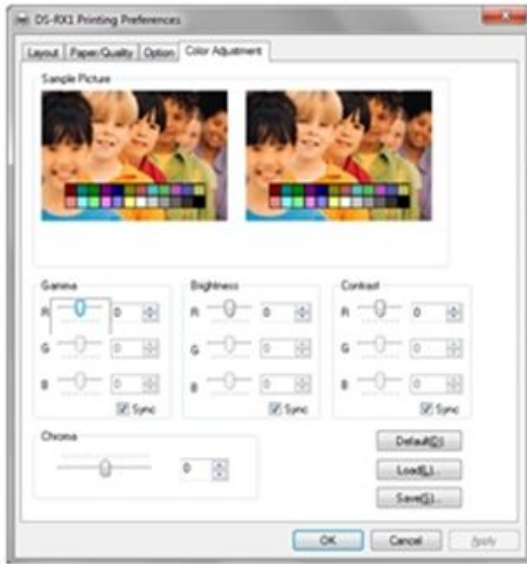 DS-RX1 Printing Preferences
Layout Paper/Quality Option Color Adjustment
Sample Picture
Gamma Brightness Contrast
R 0 R 0 R 0
G 0 G 0 G 0
B 0 B 0 B 0
Sync Sync Sync
Chroma
0
Default(D)
Load(L)...
Save(S)...
OK Cancel Apply